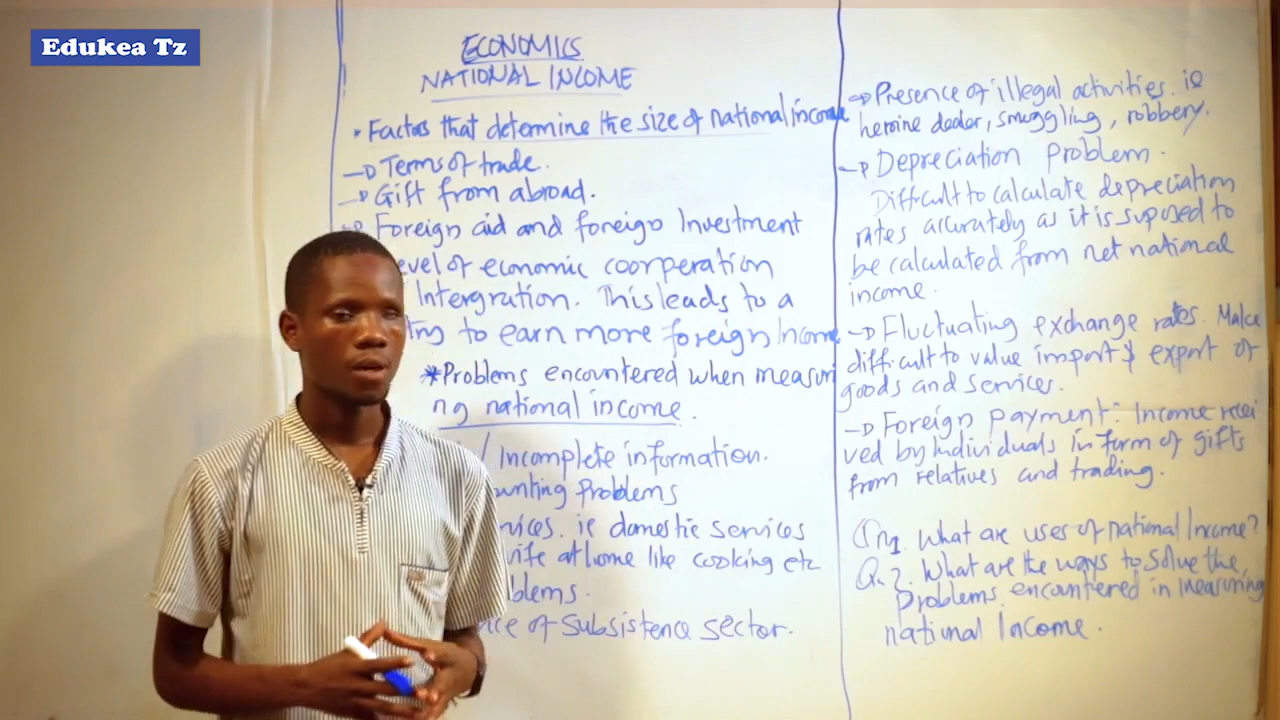 Edukea Tz
ECONOMICS
NATIONAL INCOME
* Factors that determine the size of national income
→ Terms of trade.
→ Gift from abroad.
→ Foreign aid and foreign Investment
evel of economic coorperation
Intergration. This leads to a
try to earn more foreign Income
*Problems encountered when measuri
ng national income.
/ Incomplete information.
unting Problems
vices. ie domestic services
wife at home like cooking etc
blems.
ce of Subsistence sector.
→ Presence of illegal activities. ie
heroine dealer, smuggling, robbery.
→ Depreciation problem.
Difficult to calculate depreciation
rates accurately as it is suposed to
be calculated from net national
income.
→ Fluctuating exchange rates. Make
difficult to value import & export of
goods and services.
→ Foreign payment: Income recei
ved by Individuals in form of gifts
from relatives and trading.
Qn1. What are uses of national Income?
Qn2. What are the ways to solve the
problems encountered in measuring
national Income.